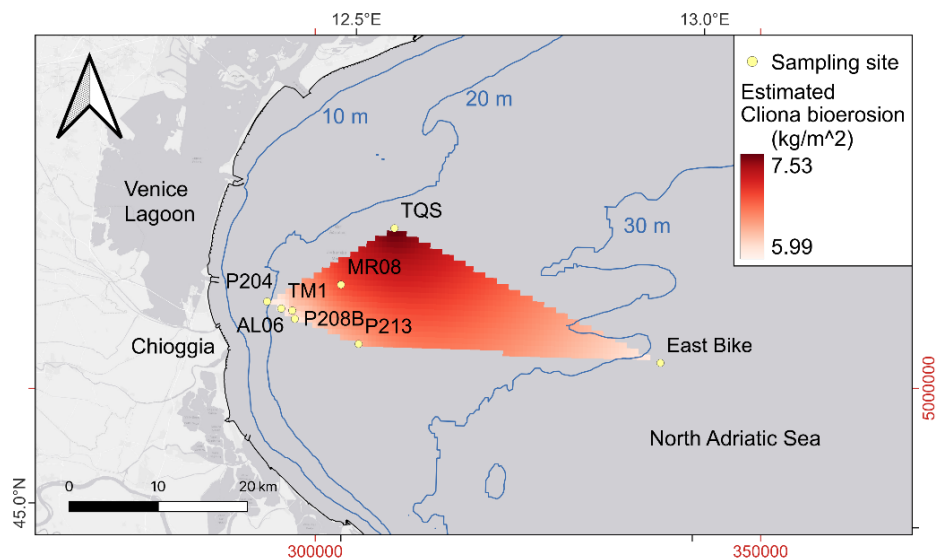 12.5°E
13.0°E
10 m
20 m
30 m
Sampling site
Estimated
Cliona bioerosion
(kg/m^2)
7.53
5.99
Venice
Lagoon
TQS
MR08
P204
TM1
AL06
P208B
P213
Chioggia
East Bike
North Adriatic Sea
0
10
20 km
45.0°N
5000000
300000
350000